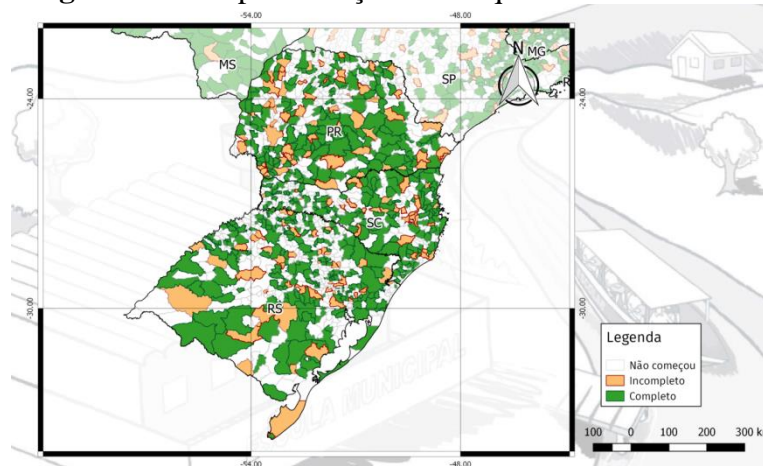 -54.00
-48.00
MS
SP
MG
N
R
-24.00
-24.00
PR
SC
RS
-30.00
-30.00
Legenda
Não começou
Incompleto
Completo
MUNICIPAL
100 0 100 200 300 k
-54.00
-48.00